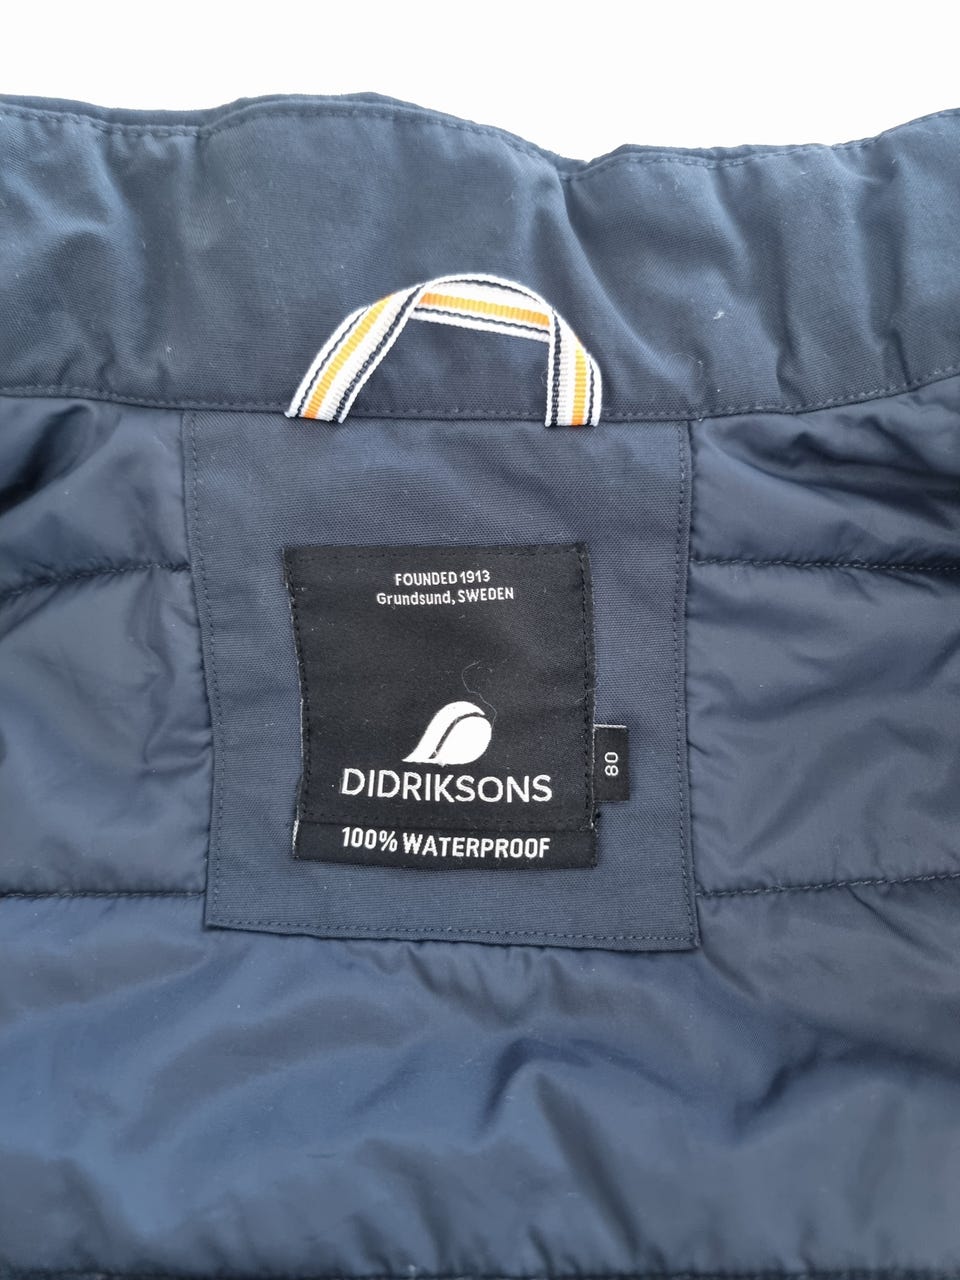 FOUNDED 1913
Grundsund, SWEDEN
DIDRIKSONS
80
100% WATERPROOF